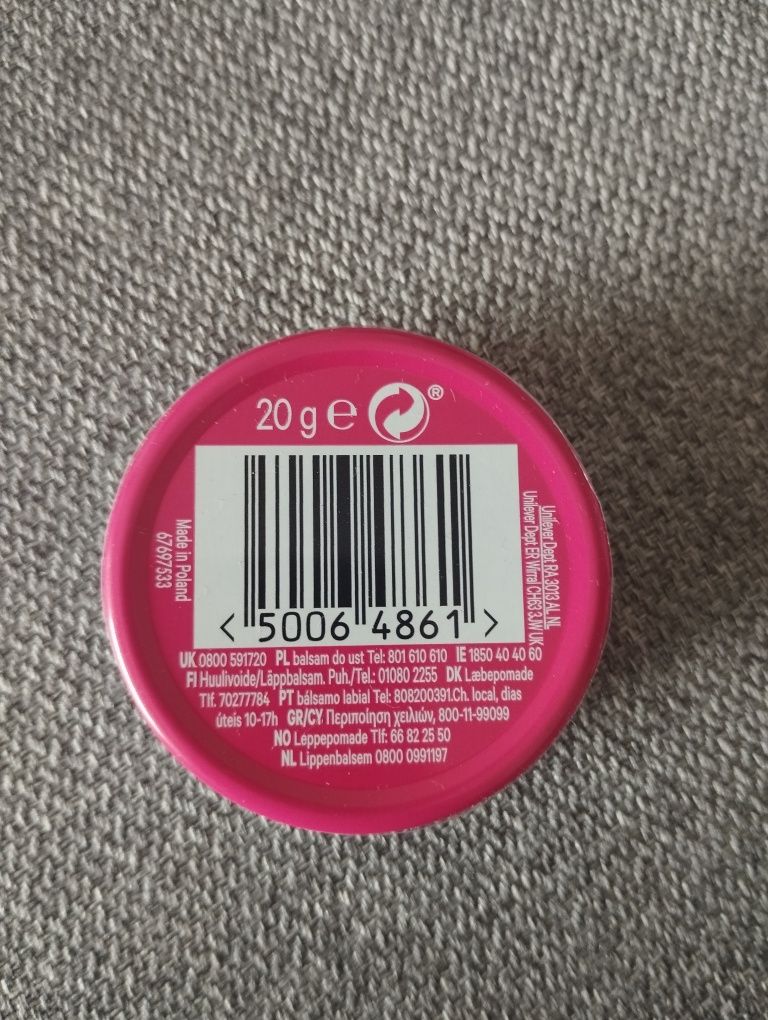 20 g ℮ ®
Made in Poland
67697533
< 5006 4861 >
Unilever Dept RA 3013 AL NL
Unilever Dept ER Wirral CH63 3JW UK
UK 0800 591720 PL balsam do ust Tel: 801 610 610 IE 1850 40 40 60
FI Huulivoide/Läppbalsam. Puh./Tel.: 01080 2255 DK Læbepomade
Tlf. 70277784 PT bálsamo labial Tel: 808200391.Ch. local, dias
úteis 10-17h GR/CY Περιποίηση χειλιών, 800-11-99099
NO Leppepomade Tlf: 66 82 25 50
NL Lippenbalsem 0800 0991197